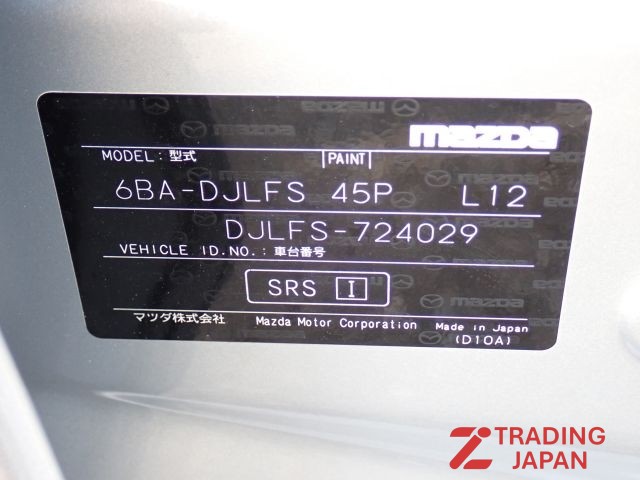 mazda
MODEL:型式 PAINT
6BA-DJLFS 45P L12
DJLFS-724029
VEHICLE ID.NO.:車台番号
SRS I
マツダ株式会社 Mazda Motor Corporation Made in Japan
(D10A)
TRADING
JAPAN